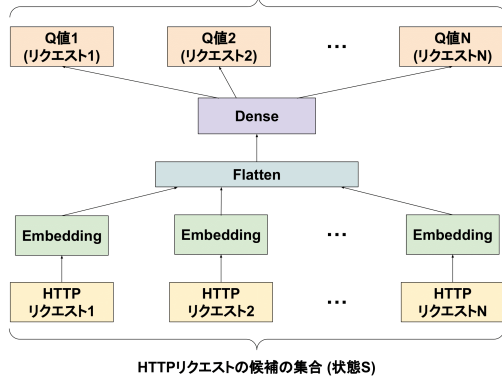 Q値1
(リクエスト1)
Q値2
(リクエスト2)
...
Q値N
(リクエストN)
Dense
Flatten
Embedding
Embedding
...
Embedding
HTTP
リクエスト1
HTTP
リクエスト2
...
HTTP
リクエストN
HTTPリクエストの候補の集合 (状態S)